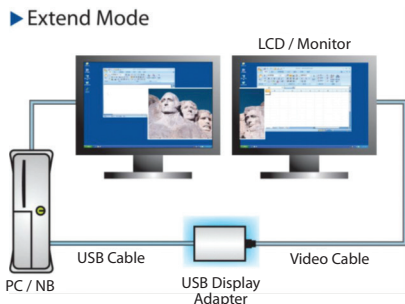 Extend Mode
LCD / Monitor
USB Cable
Video Cable
PC / NB
USB Display
Adapter